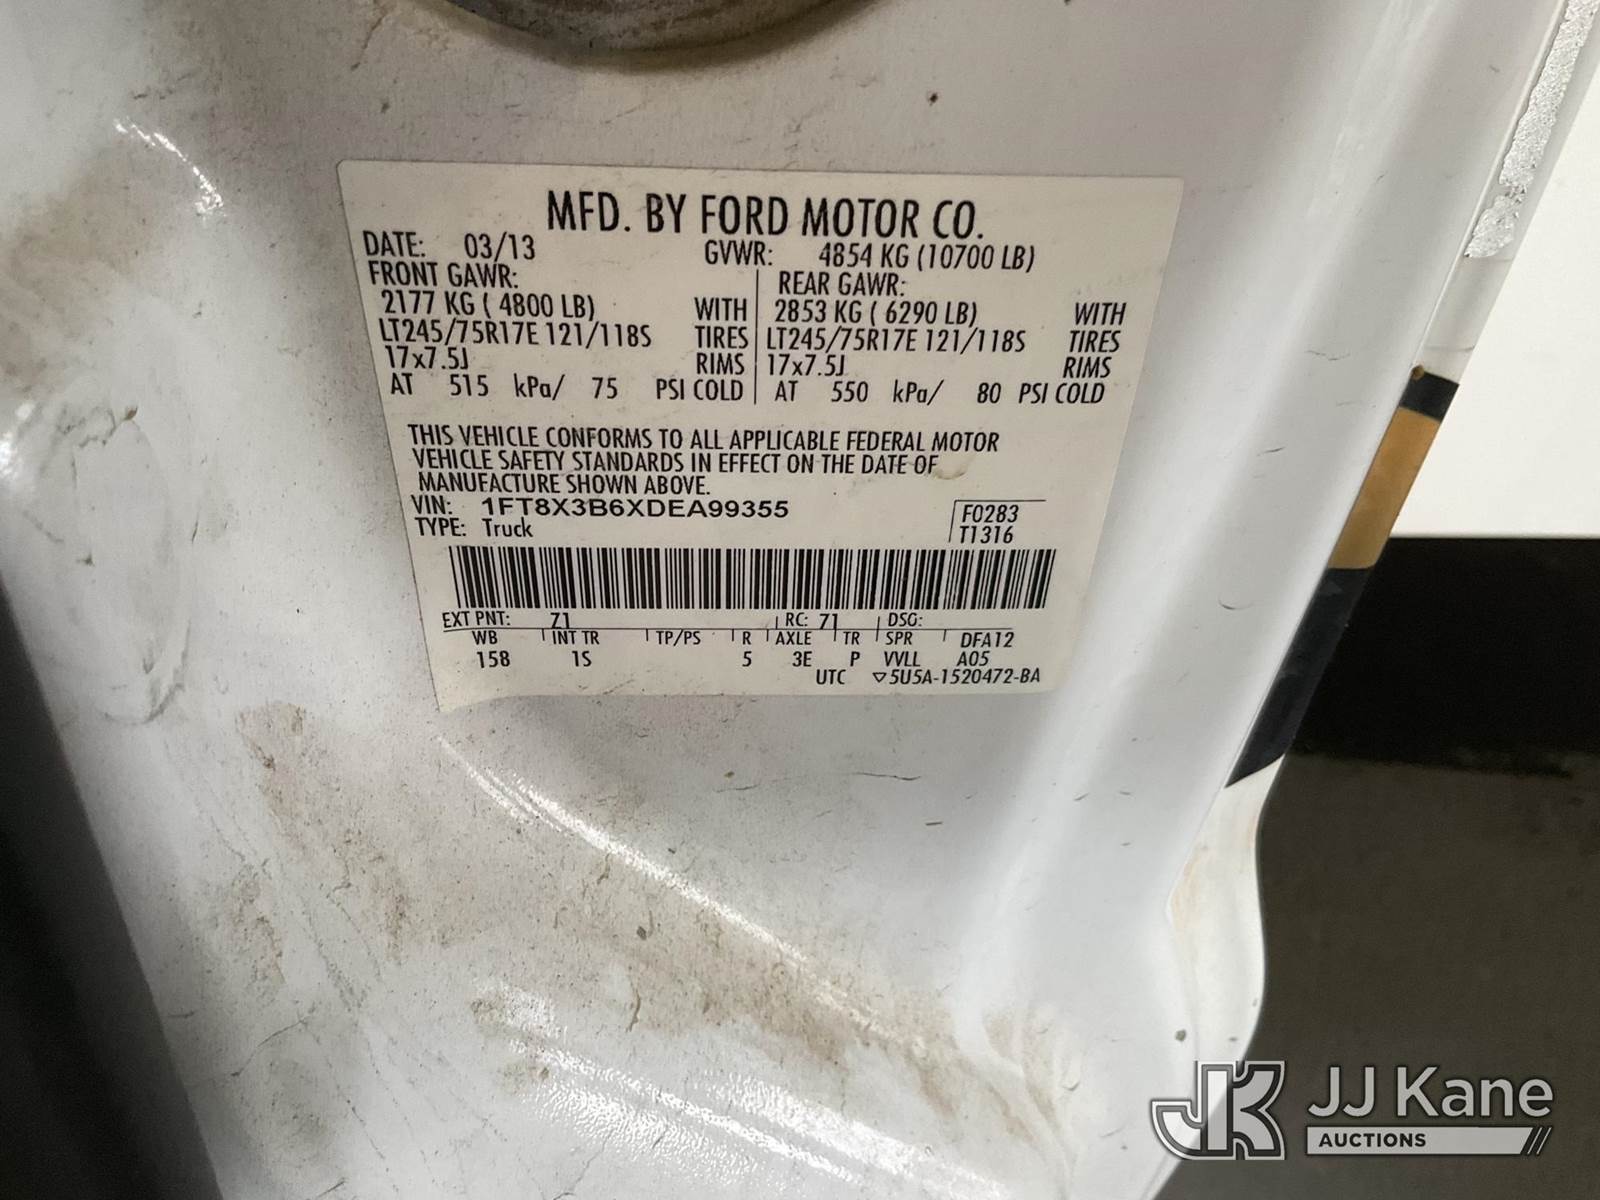 MFD. BY FORD MOTOR CO.
DATE: 03/13 GVWR: 4854 KG (10700 LB)
FRONT GAWR: REAR GAWR:
2177 KG ( 4800 LB) WITH 2853 KG ( 6290 LB) WITH
LT245/75R17E 121/118S TIRES LT245/75R17E 121/118S TIRES
17x7.5J RIMS 17x7.5J RIMS
AT 515 kPa/ 75 PSI COLD AT 550 kPa/ 80 PSI COLD
THIS VEHICLE CONFORMS TO ALL APPLICABLE FEDERAL MOTOR
VEHICLE SAFETY STANDARDS IN EFFECT ON THE DATE OF
MANUFACTURE SHOWN ABOVE.
VIN: 1FT8X3B6XDEA99355 F0283
TYPE: Truck T1316
EXT PNT: Z1 RC: 71 DSO:
WB INT TR TP/PS R AXLE TR SPR DFA12
158 1S 5 3E P VVLL A05
UTC ▽5U5A-1520472-BA
JK JJ Kane
AUCTIONS